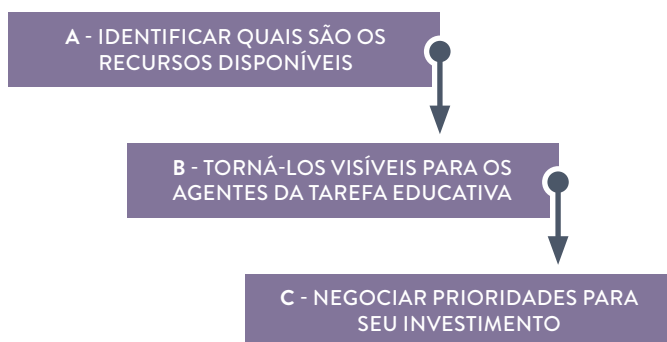 A - IDENTIFICAR QUAIS SÃO OS
RECURSOS DISPONÍVEIS
B - TORNÁ-LOS VISÍVEIS PARA OS
AGENTES DA TAREFA EDUCATIVA
C - NEGOCIAR PRIORIDADES PARA
SEU INVESTIMENTO